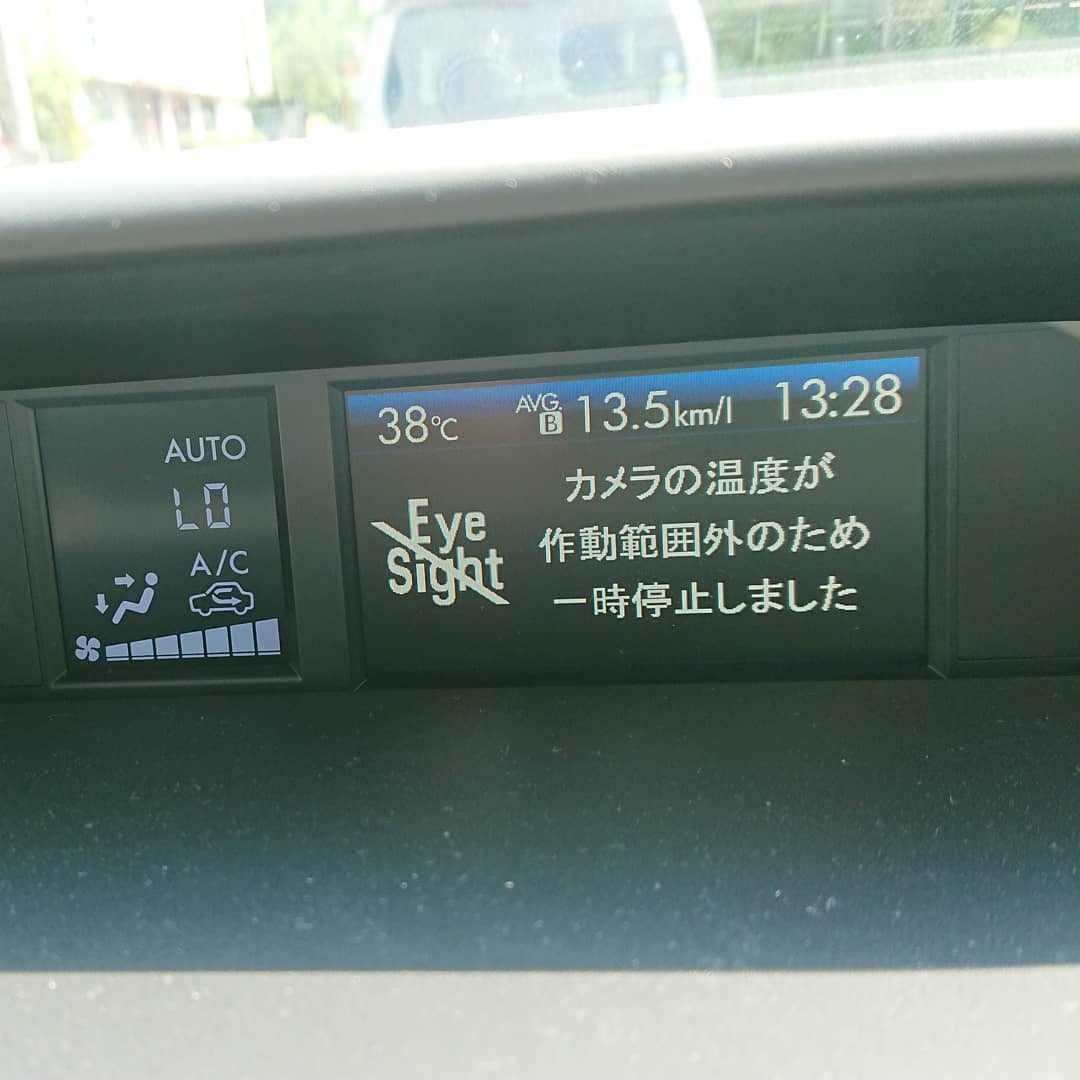 AUTO
LO
A/C
38℃ AVG. B 13.5km/l 13:28
Eye
Sight
カメラの温度が
作動範囲外のため
一時停止しました